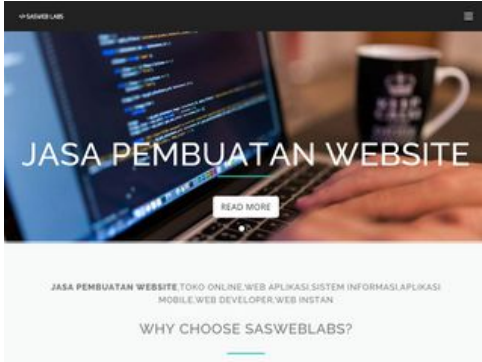 </> SASWEB LABS
JASA PEMBUATAN WEBSITE
READ MORE
JASA PEMBUATAN WEBSITE,TOKO ONLINE,WEB APLIKASI,SISTEM INFORMASI,APLIKASI
MOBILE,WEB DEVELOPER,WEB INSTAN
WHY CHOOSE SASWEBLABS?